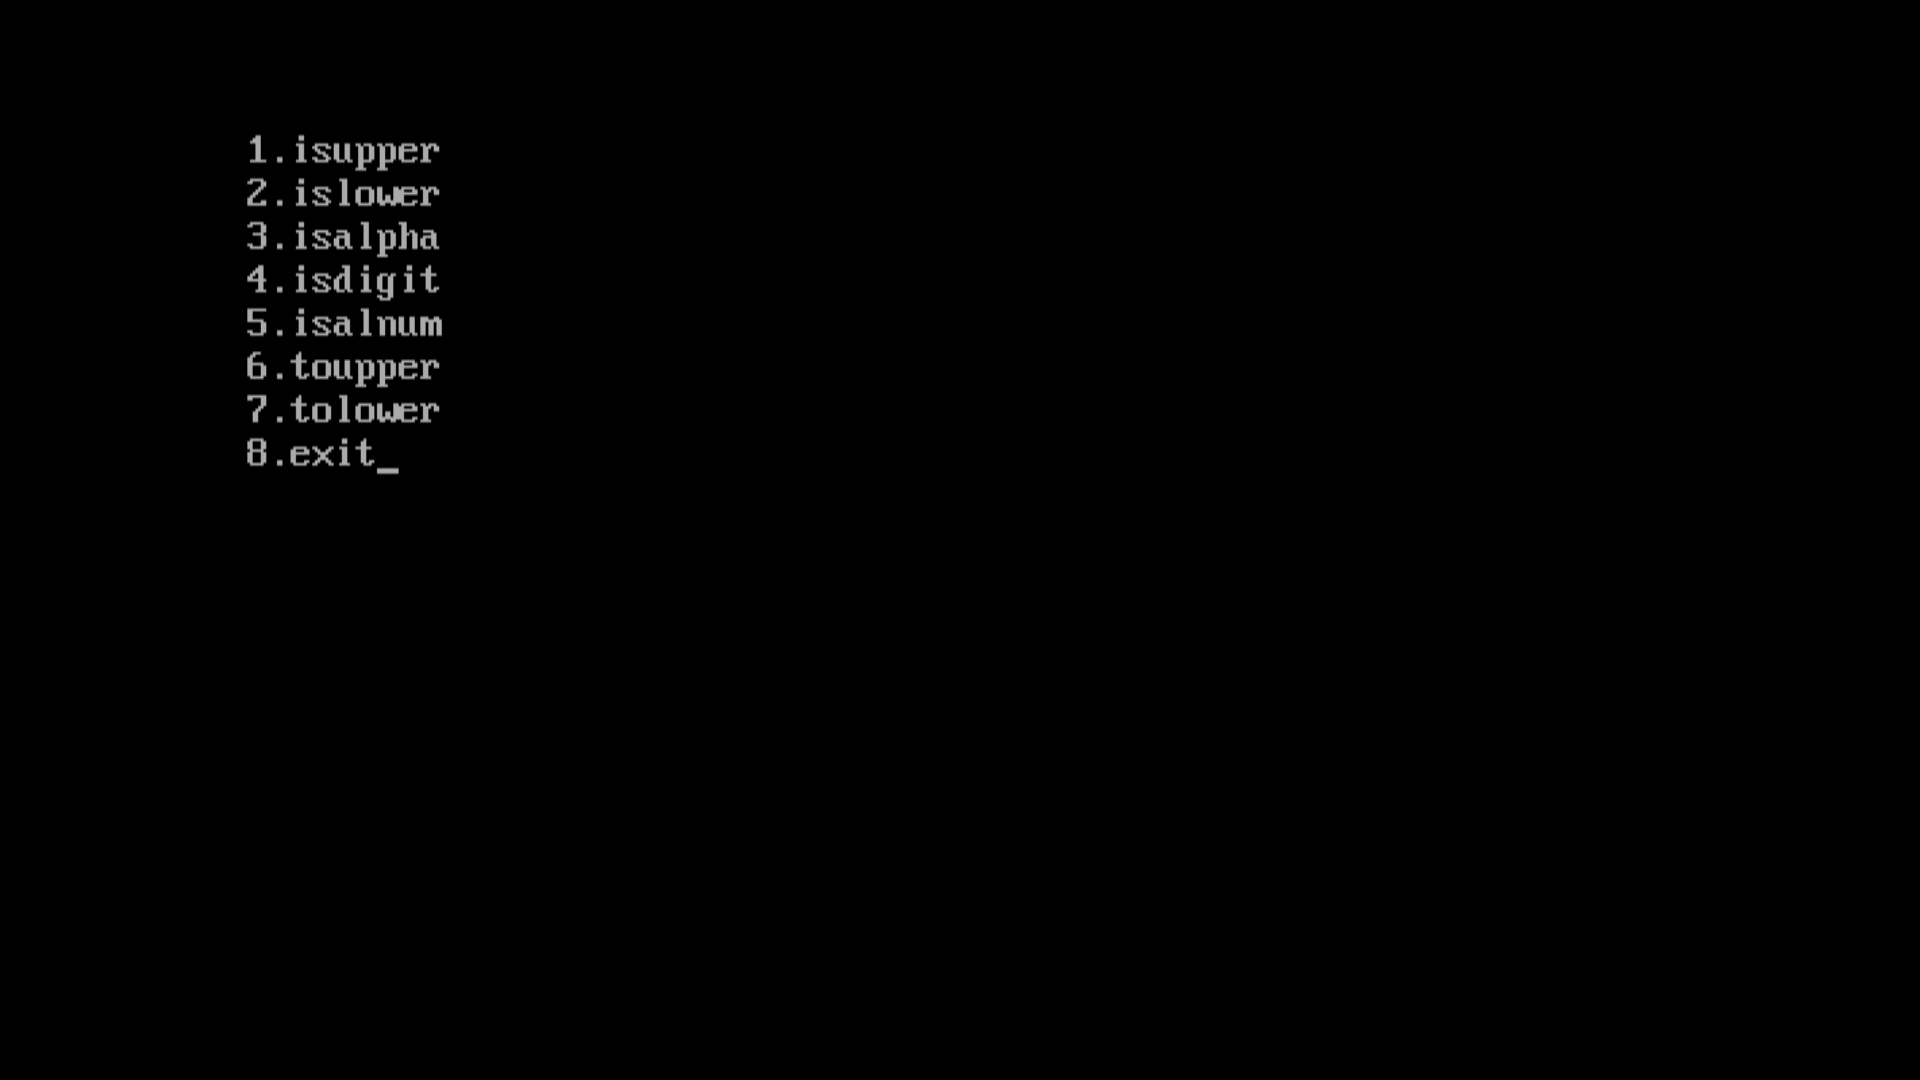 1.isupper
2.islower
3.isalpha
4.isdigit
5.isalnum
6.toupper
7.tolower
8.exit_